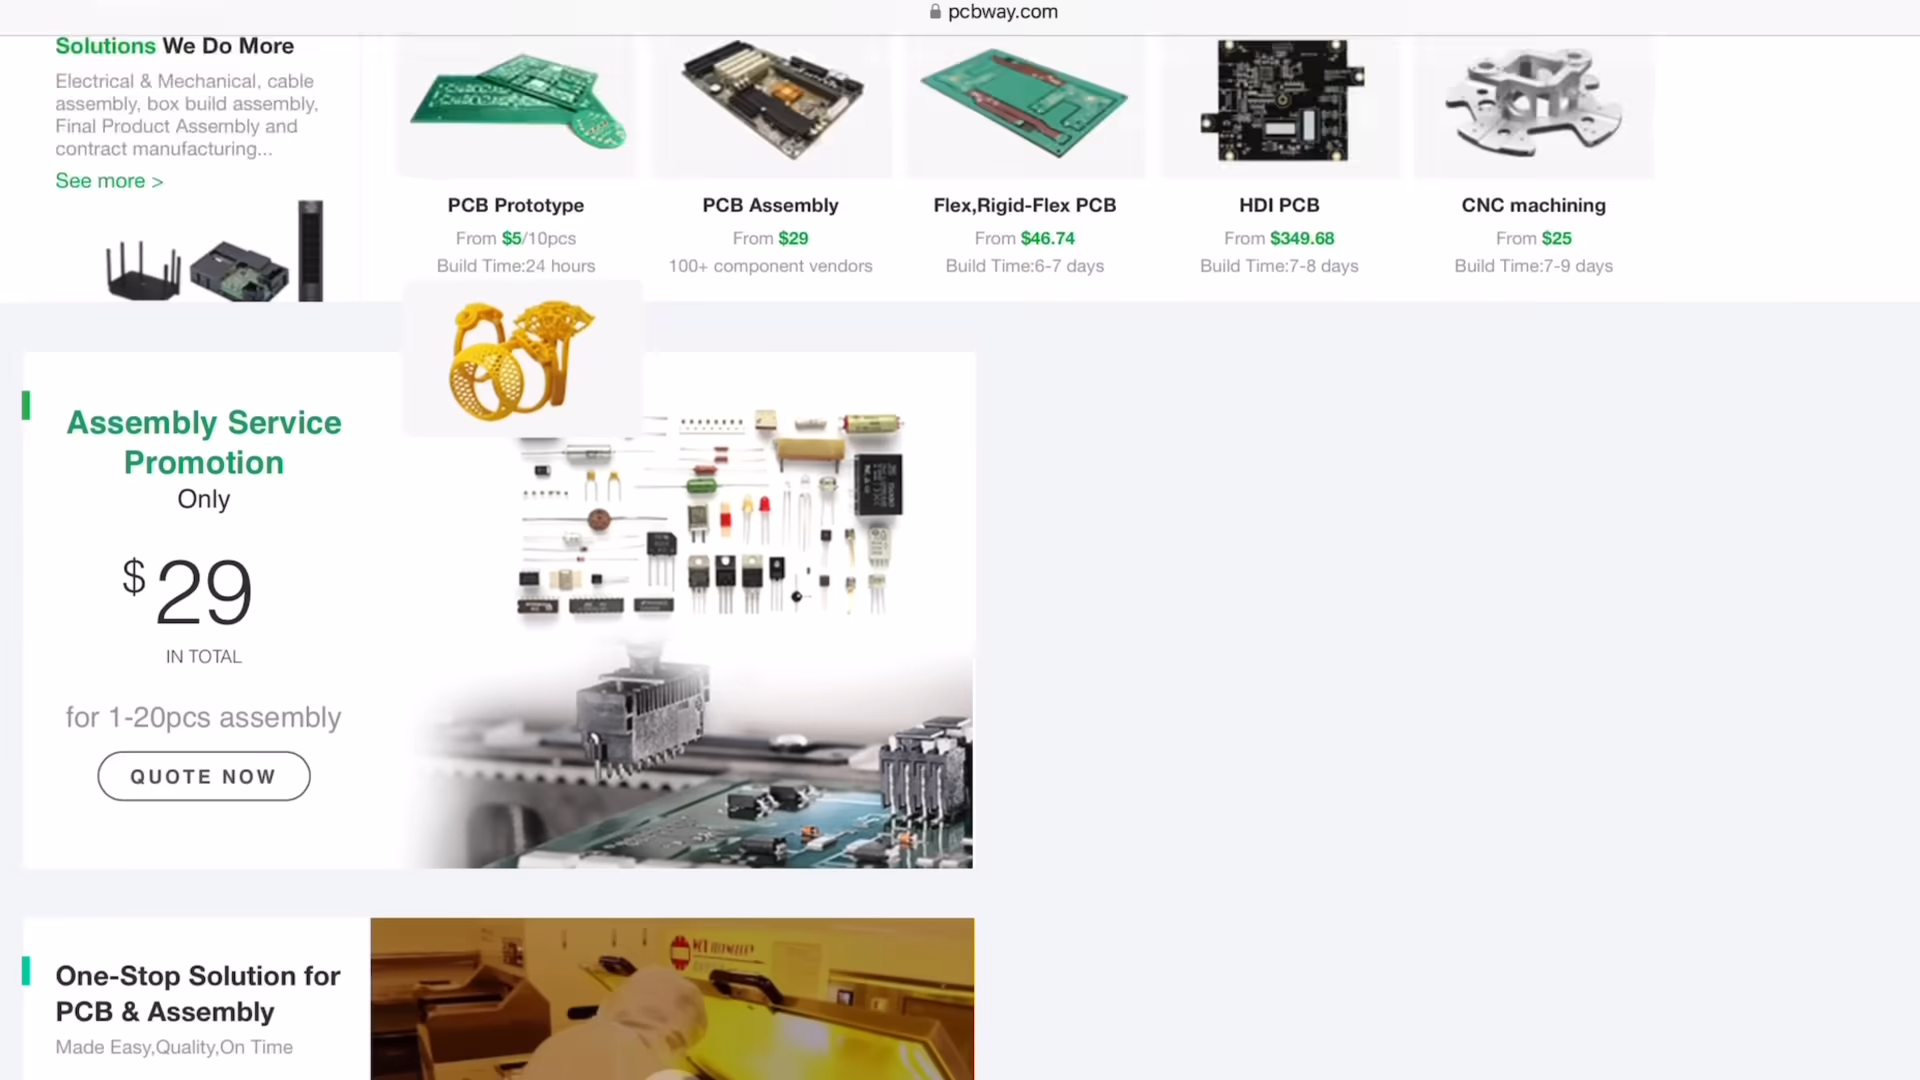 pcbway.com
Solutions We Do More
Electrical & Mechanical, cable
assembly, box build assembly,
Final Product Assembly and
contract manufacturing...
See more >
PCB Prototype
From $5/10pcs
Build Time:24 hours
PCB Assembly
From $29
100+ component vendors
Flex,Rigid-Flex PCB
From $46.74
Build Time:6-7 days
HDI PCB
From $349.68
Build Time:7-8 days
CNC machining
From $25
Build Time:7-9 days
Assembly Service
Promotion
Only
$29
IN TOTAL
for 1-20pcs assembly
QUOTE NOW
One-Stop Solution for
PCB & Assembly
Made Easy,Quality,On Time